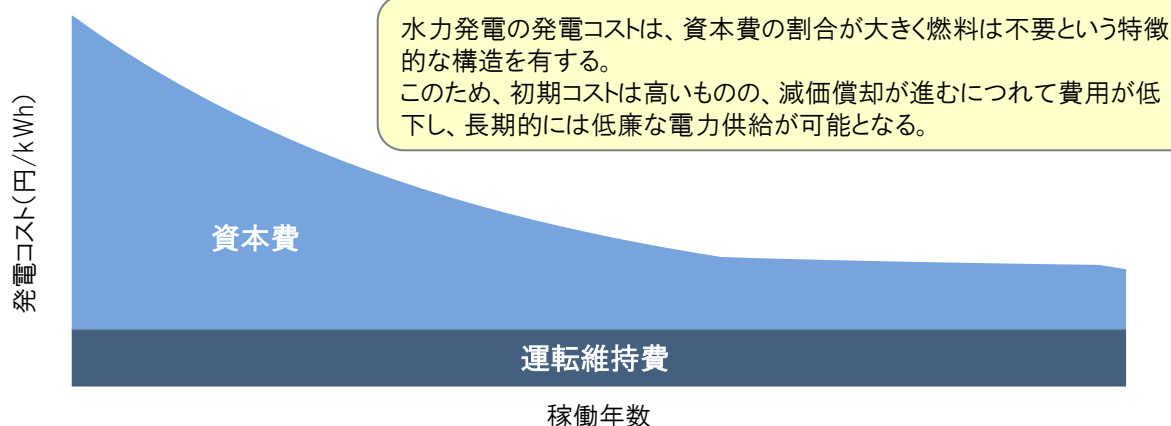 水力発電の発電コストは、資本費の割合が大きく燃料は不要という特徴
的な構造を有する。
このため、初期コストは高いものの、減価償却が進むにつれて費用が低
下し、長期的には低廉な電力供給が可能となる。
発電コスト(円/kWh)
資本費
運転維持費
稼働年数